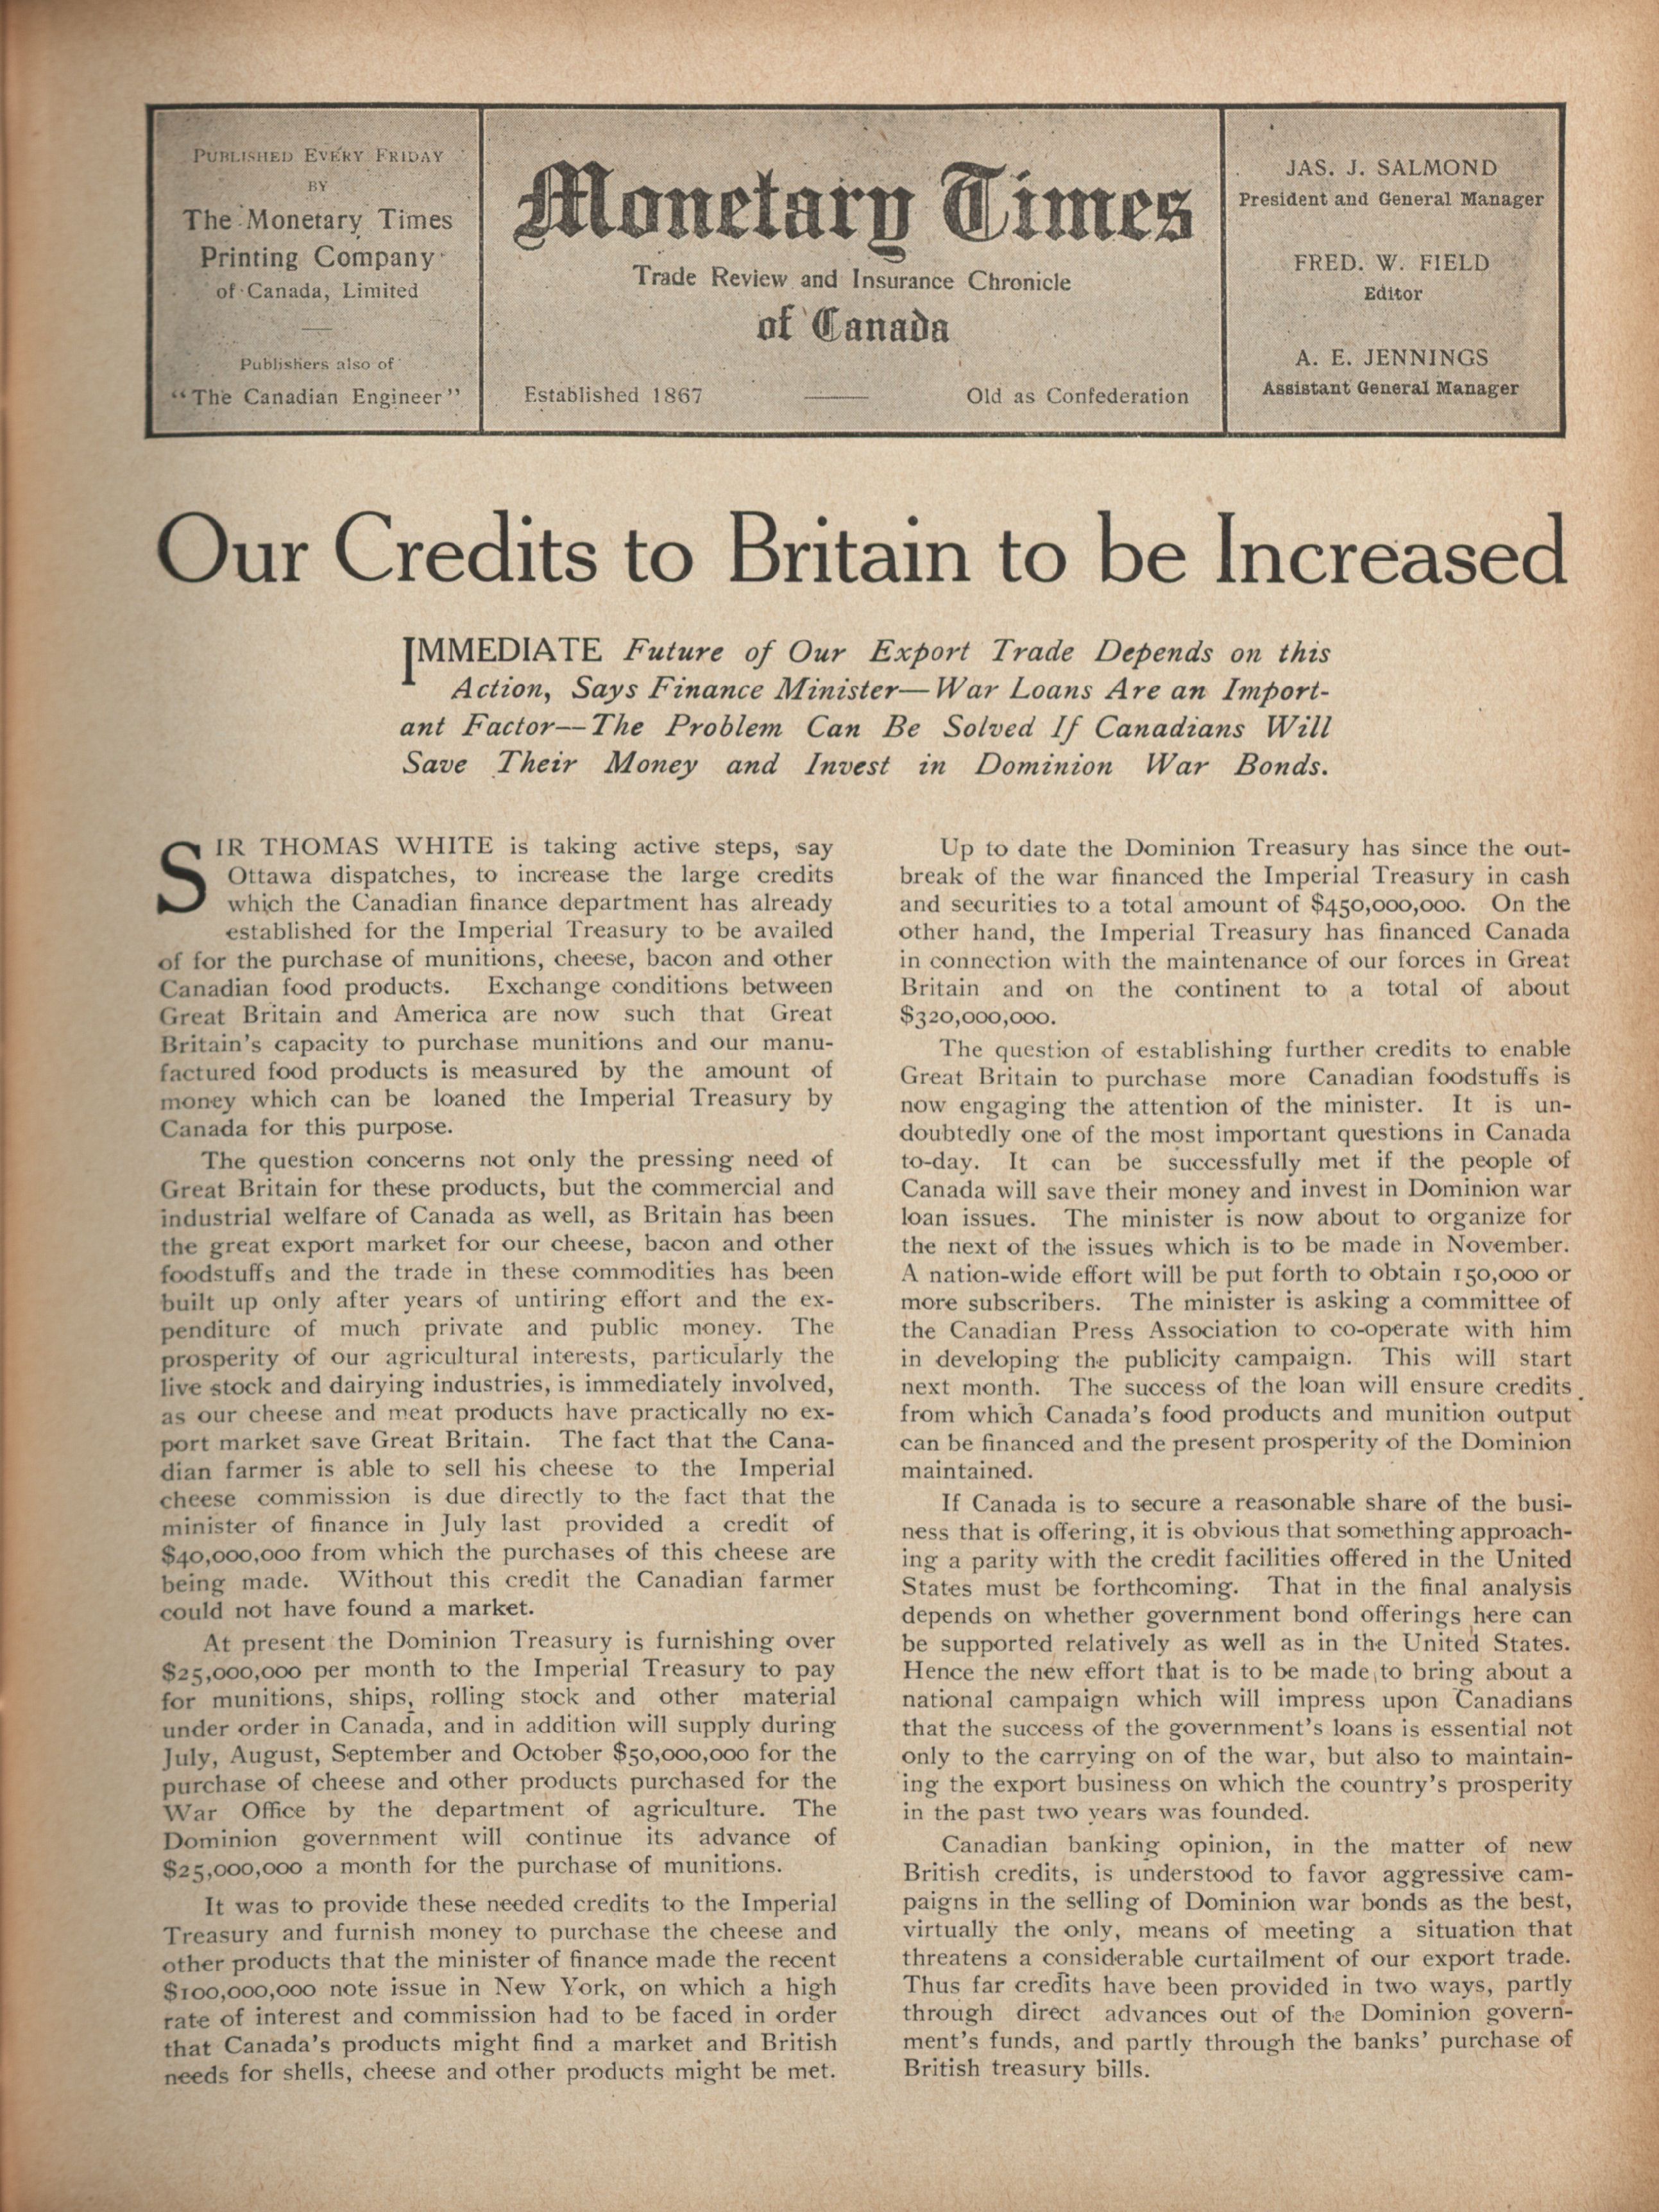 PUBLISHED EVERY FRIDAY
BY
The Monetary Times
Printing Company
of Canada, Limited
Publishers also of
"The Canadian Engineer"
Monetary Times
Trade Review and Insurance Chronicle
of Canada
Established 1867
Old as Confederation
JAS. J. SALMOND
President and General Manager
FRED. W. FIELD
Editor
A. E. JENNINGS
Assistant General Manager
Our Credits to Britain to be Increased
IMMEDIATE Future of Our Export Trade Depends on this
Action, Says Finance Minister—War Loans Are an Import-
ant Factor—The Problem Can Be Solved If Canadians Will
Save Their Money and Invest in Dominion War Bonds.
SIR THOMAS WHITE is taking active steps, say
Ottawa dispatches, to increase the large credits
which the Canadian finance department has already
established for the Imperial Treasury to be availed
of for the purchase of munitions, cheese, bacon and other
Canadian food products. Exchange conditions between
Great Britain and America are now such that Great
Britain's capacity to purchase munitions and our manu-
factured food products is measured by the amount of
money which can be loaned the Imperial Treasury by
Canada for this purpose.
The question concerns not only the pressing need of
Great Britain for these products, but the commercial and
industrial welfare of Canada as well, as Britain has been
the great export market for our cheese, bacon and other
foodstuffs and the trade in these commodities has been
built up only after years of untiring effort and the ex-
penditure of much private and public money. The
prosperity of our agricultural interests, particularly the
live stock and dairying industries, is immediately involved,
as our cheese and meat products have practically no ex-
port market save Great Britain. The fact that the Cana-
dian farmer is able to sell his cheese to the Imperial
cheese commission is due directly to the fact that the
minister of finance in July last provided a credit of
$40,000,000 from which the purchases of this cheese are
being made. Without this credit the Canadian farmer
could not have found a market.
At present the Dominion Treasury is furnishing over
$25,000,000 per month to the Imperial Treasury to pay
for munitions, ships, rolling stock and other material
under order in Canada, and in addition will supply during
July, August, September and October $50,000,000 for the
purchase of cheese and other products purchased for the
War Office by the department of agriculture. The
Dominion government will continue its advance of
$25,000,000 a month for the purchase of munitions.
It was to provide these needed credits to the Imperial
Treasury and furnish money to purchase the cheese and
other products that the minister of finance made the recent
$100,000,000 note issue in New York, on which a high
rate of interest and commission had to be faced in order
that Canada's products might find a market and British
needs for shells, cheese and other products might be met.
Up to date the Dominion Treasury has since the out-
break of the war financed the Imperial Treasury in cash
and securities to a total amount of $450,000,000. On the
other hand, the Imperial Treasury has financed Canada
in connection with the maintenance of our forces in Great
Britain and on the continent to a total of about
$320,000,000.
The question of establishing further credits to enable
Great Britain to purchase more Canadian foodstuffs is
now engaging the attention of the minister. It is un-
doubtedly one of the most important questions in Canada
to-day. It can be successfully met if the people of
Canada will save their money and invest in Dominion war
loan issues. The minister is now about to organize for
the next of the issues which is to be made in November.
A nation-wide effort will be put forth to obtain 150,000 or
more subscribers. The minister is asking a committee of
the Canadian Press Association to co-operate with him
in developing the publicity campaign. This will start
next month. The success of the loan will ensure credits
from which Canada's food products and munition output
can be financed and the present prosperity of the Dominion
maintained.
If Canada is to secure a reasonable share of the busi-
ness that is offering, it is obvious that something approach-
ing a parity with the credit facilities offered in the United
States must be forthcoming. That in the final analysis
depends on whether government bond offerings here can
be supported relatively as well as in the United States.
Hence the new effort that is to be made to bring about a
national campaign which will impress upon Canadians
that the success of the government's loans is essential not
only to the carrying on of the war, but also to maintain-
ing the export business on which the country's prosperity
in the past two years was founded.
Canadian banking opinion, in the matter of new
British credits, is understood to favor aggressive cam-
paigns in the selling of Dominion war bonds as the best,
virtually the only, means of meeting a situation that
threatens a considerable curtailment of our export trade.
Thus far credits have been provided in two ways, partly
through direct advances out of the Dominion govern-
ment's funds, and partly through the banks' purchase of
British treasury bills.